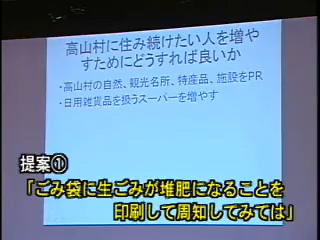 高山村に住み続けたい人を増や
すためにどうすれば良いか
・高山村の自然、観光名所、特産品、施設をPR
・日用雑貨品を扱うスーパーを増やす
提案①
「ごみ袋に生ごみが堆肥になることを
印刷して周知してみては」